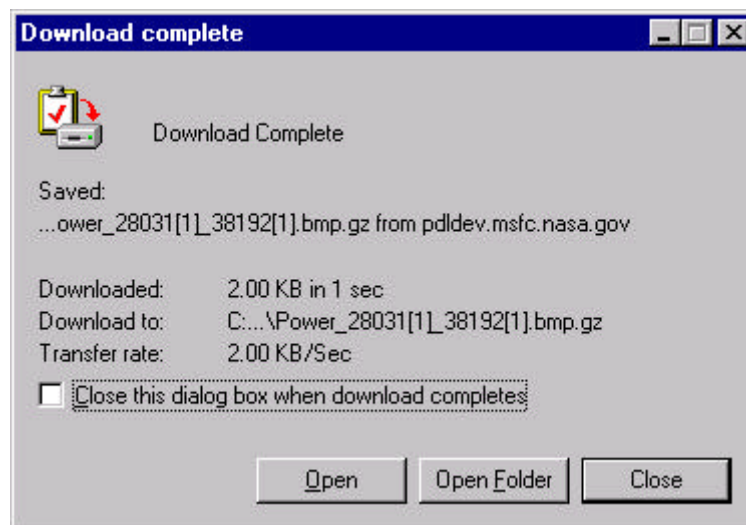 Download complete
Download Complete
Saved:
...ower_28031[1]_38192[1].bmp.gz from pdldev.msfc.nasa.gov
Downloaded: 2.00 KB in 1 sec
Download to: C:...\Power_28031[1]_38192[1].bmp.gz
Transfer rate: 2.00 KB/Sec
Close this dialog box when download completes
Open Open Folder Close